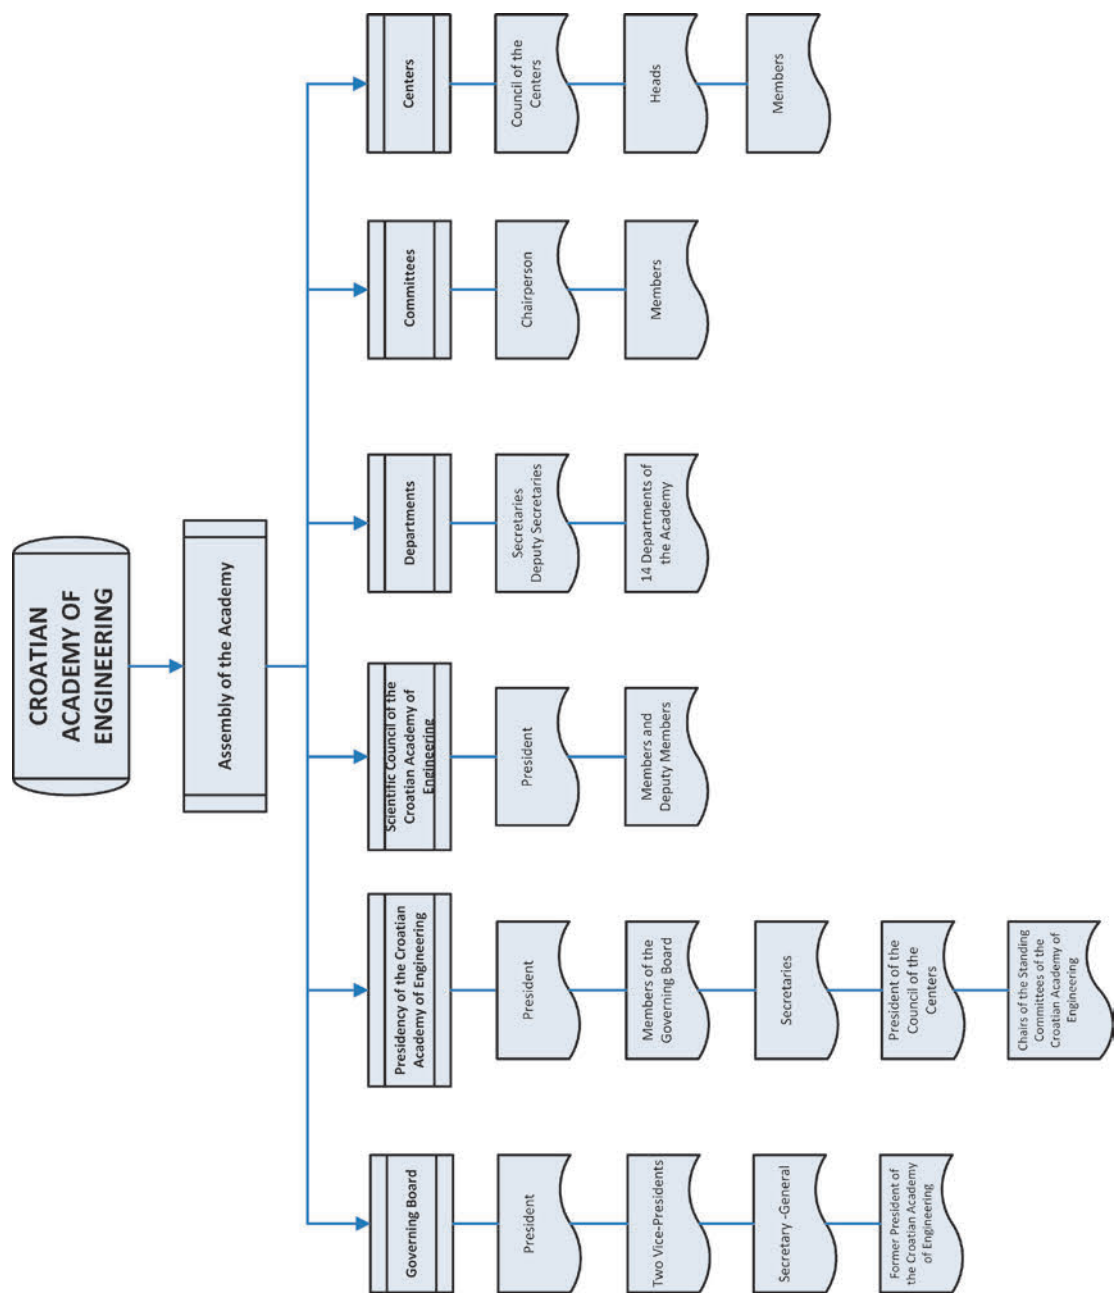 CROATIAN
ACADEMY OF
ENGINEERING
Assembly of the Academy
Governing Board
President
Two Vice-Presidents
Secretary -General
Former President of
the Croatian Academy
of Engineering
Presidency of the Croatian
Academy of Engineering
President
Members of the
Governing Board
Secretaries
President of the
Council of the
Centers
Chairs of the Standing
Committees of the
Croatian Academy of
Engineering
Scientific Council of the
Croatian Academy of
Engineering
President
Members and
Deputy Members
Departments
Secretaries
Deputy Secretaries
14 Departments of
the Academy
Committees
Chairperson
Members
Centers
Council of the
Centers
Heads
Members